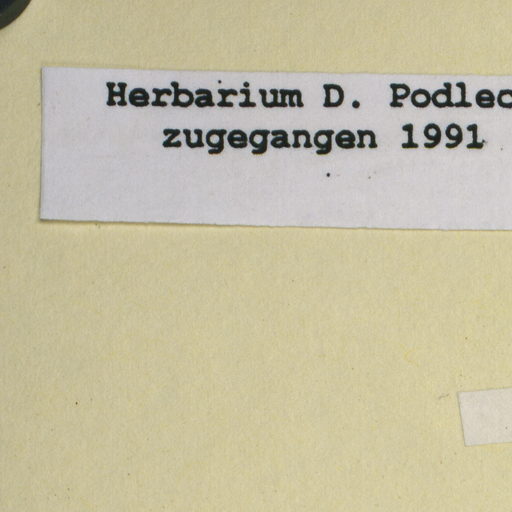 Herbarium D. Podlec
zugegangen 1991